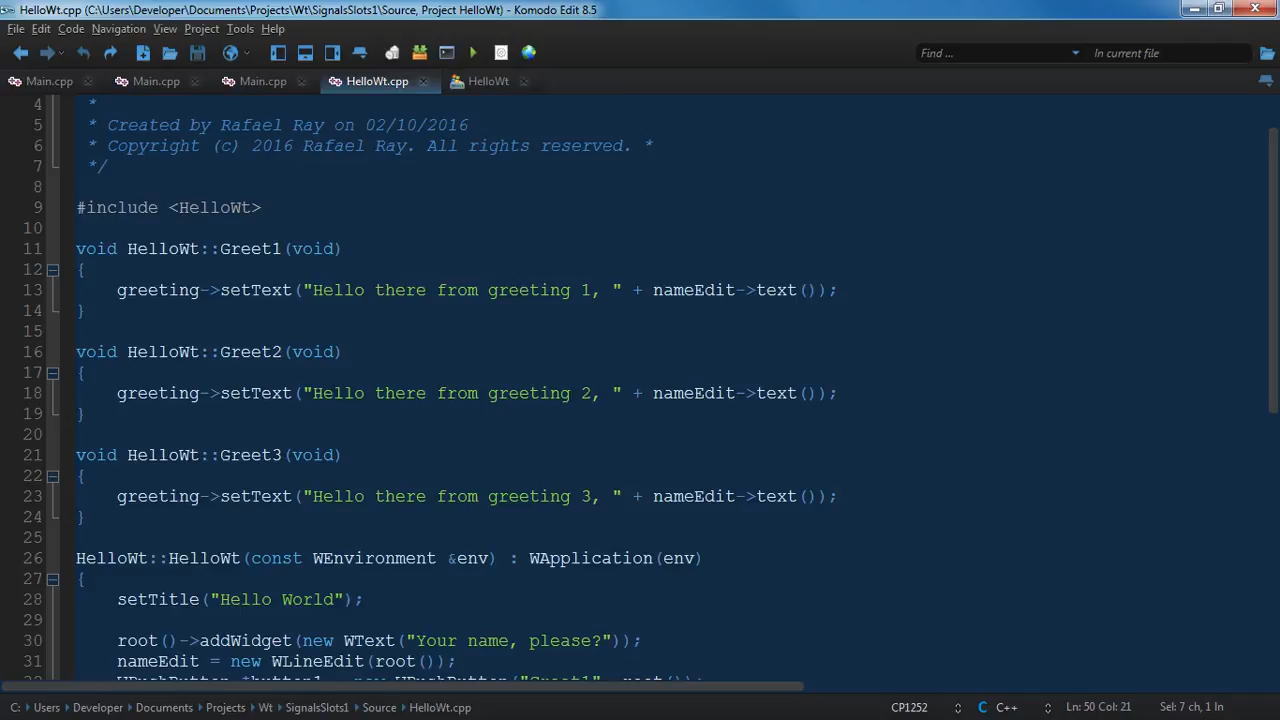 HelloWt.cpp (C:\Users\Developer\Documents\Projects\Wt\SignalsSlots1\Source, Project HelloWt) - Komodo Edit 8.5
File Edit Code Navigation View Project Tools Help
Find ... In current file
Main.cpp Main.cpp Main.cpp HelloWt.cpp HelloWt
4 *
5 * Created by Rafael Ray on 02/10/2016
6 * Copyright (c) 2016 Rafael Ray. All rights reserved. *
7 */
8
9 #include <HelloWt>
10
11 void HelloWt::Greet1(void)
12 {
13 greeting->setText("Hello there from greeting 1, " + nameEdit->text());
14 }
15
16 void HelloWt::Greet2(void)
17 {
18 greeting->setText("Hello there from greeting 2, " + nameEdit->text());
19 }
20
21 void HelloWt::Greet3(void)
22 {
23 greeting->setText("Hello there from greeting 3, " + nameEdit->text());
24 }
25
26 HelloWt::HelloWt(const WEnvironment &env) : WApplication(env)
27 {
28 setTitle("Hello World");
29
30 root()->addWidget(new WText("Your name, please?"));
31 nameEdit = new WLineEdit(root());
32 WPushButton *button1 = new WPushButton("Greet1", root());
C: Users Developer Documents Projects Wt SignalsSlots1 Source HelloWt.cpp CP1252 C++ Ln: 50 Col: 21 Sel: 7 ch, 1 ln